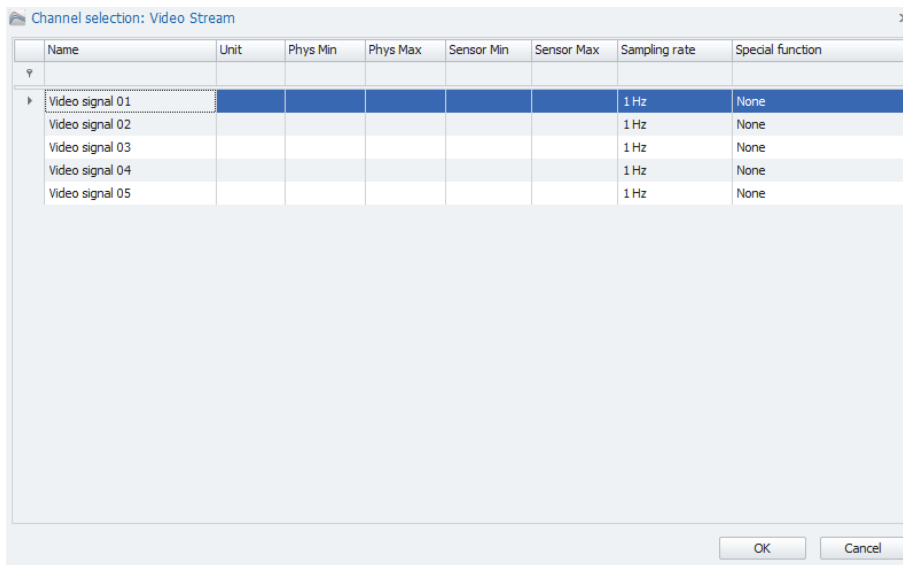 Channel selection: Video Stream
Name Unit Phys Min Phys Max Sensor Min Sensor Max Sampling rate Special function
Video signal 01 1 Hz None
Video signal 02 1 Hz None
Video signal 03 1 Hz None
Video signal 04 1 Hz None
Video signal 05 1 Hz None
OK Cancel